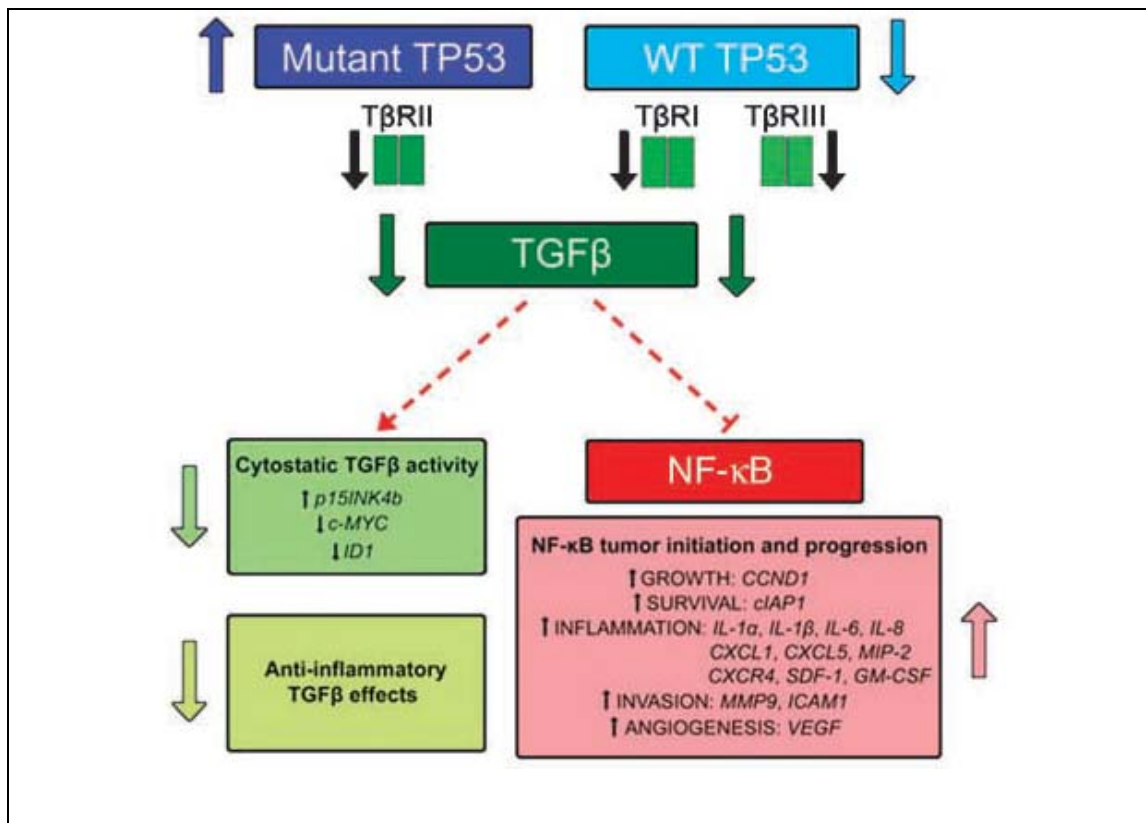 Mutant TP53
WT TP53
TβRII
TβRI
TβRIII
TGFβ
Cytostatic TGFβ activity
p15INK4b
c-MYC
ID1
Anti-inflammatory
TGFβ effects
NF-κB
NF-κB tumor initiation and progression
GROWTH: CCND1
SURVIVAL: cIAP1
INFLAMMATION: IL-1α, IL-1β, IL-6, IL-8
CXCL1, CXCL5, MIP-2
CXCR4, SDF-1, GM-CSF
INVASION: MMP9, ICAM1
ANGIOGENESIS: VEGF